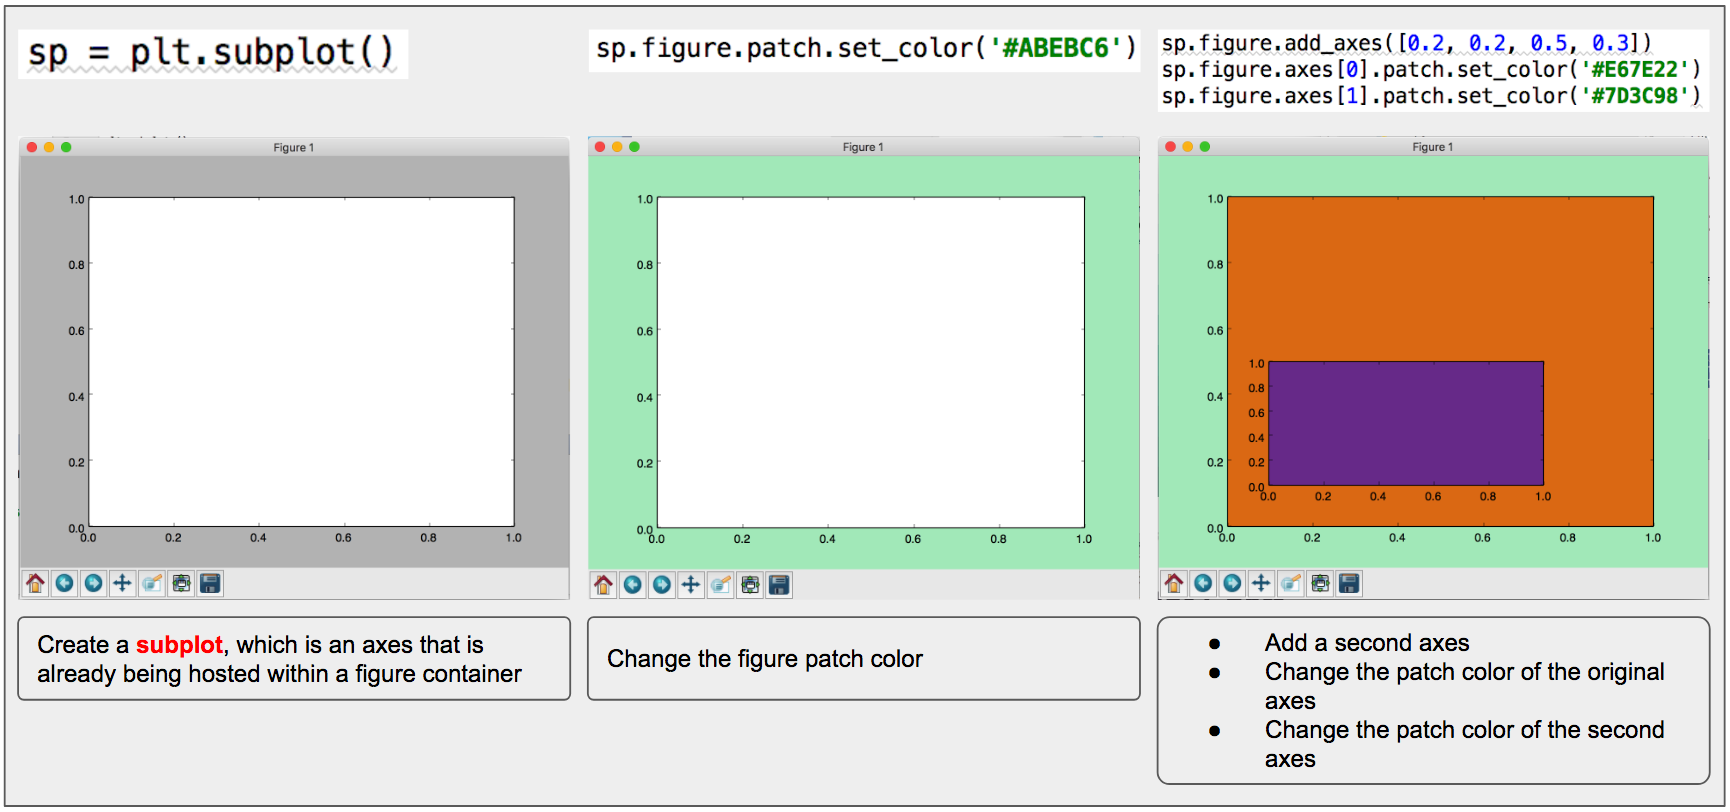 sp = plt.subplot()
sp.figure.patch.set_color('#ABEBC6')
sp.figure.add_axes([0.2, 0.2, 0.5, 0.3])
sp.figure.axes[0].patch.set_color('#E67E22')
sp.figure.axes[1].patch.set_color('#7D3C98')
Figure 1
1.0
0.8
0.6
0.4
0.2
0.0
0.0 0.2 0.4 0.6 0.8 1.0
Figure 1
1.0
0.8
0.6
0.4
0.2
0.0
0.0 0.2 0.4 0.6 0.8 1.0
Figure 1
1.0
0.8
0.6
0.4
0.2
0.0
1.0
0.8
0.6
0.4
0.2
0.0
0.0 0.2 0.4 0.6 0.8 1.0
0.0 0.2 0.4 0.6 0.8 1.0
Create a subplot, which is an axes that is
already being hosted within a figure container
Change the figure patch color
● Add a second axes
● Change the patch color of the original
axes
● Change the patch color of the second
axes